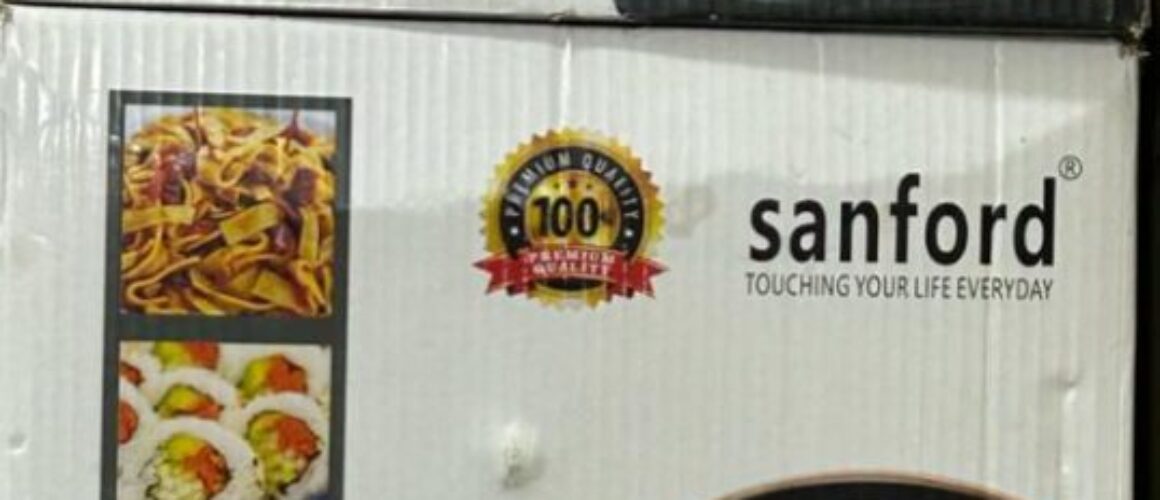 PREMIUM QUALITY
100%
PREMIUM
QUALITY
sanford®
TOUCHING YOUR LIFE EVERYDAY